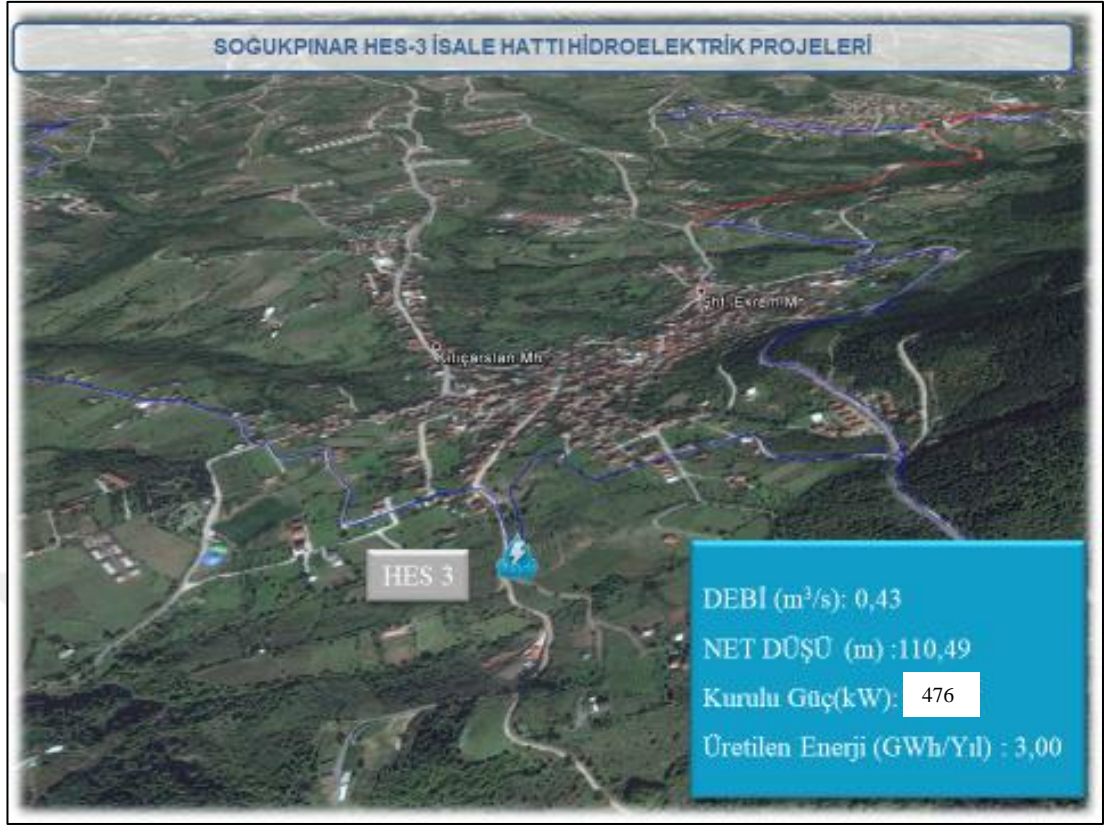 SOĞUKPINAR HES-3 İSALE HATTI HİDROELEKTRİK PROJELERİ
Şht. Ekrem Mh.
Kılıçarslan Mh.
HES 3
DEBİ (m³/s): 0,43
NET DÜŞÜ (m) :110,49
Kurulu Güç(kW): 476
Üretilen Enerji (GWh/Yıl) : 3,00